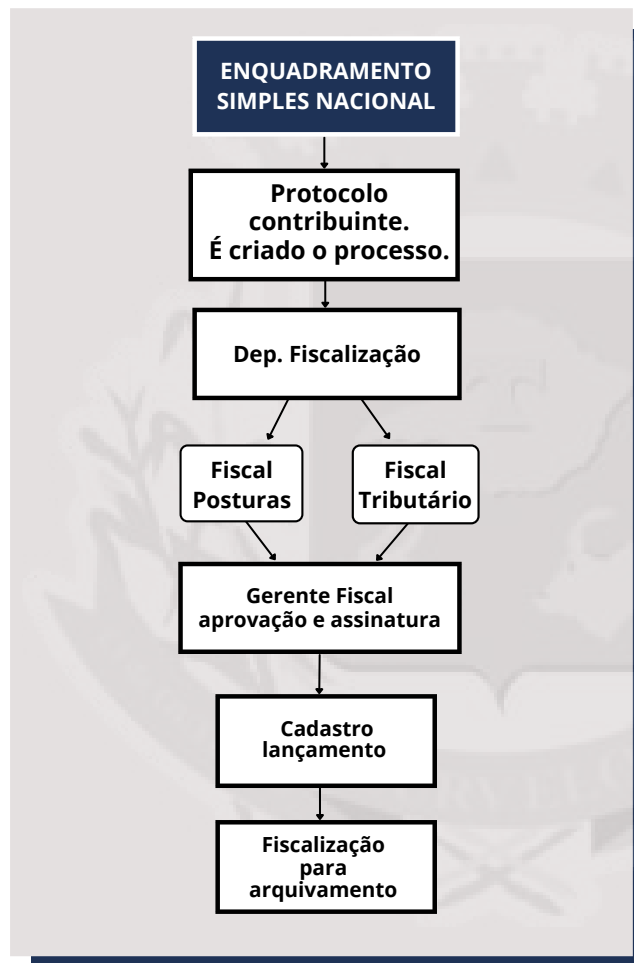 ENQUADRAMENTO
SIMPLES NACIONAL
Protocolo
contribuinte.
É criado o processo.
Dep. Fiscalização
Fiscal
Posturas
Fiscal
Tributário
Gerente Fiscal
aprovação e assinatura
Cadastro
lançamento
Fiscalização
para
arquivamento